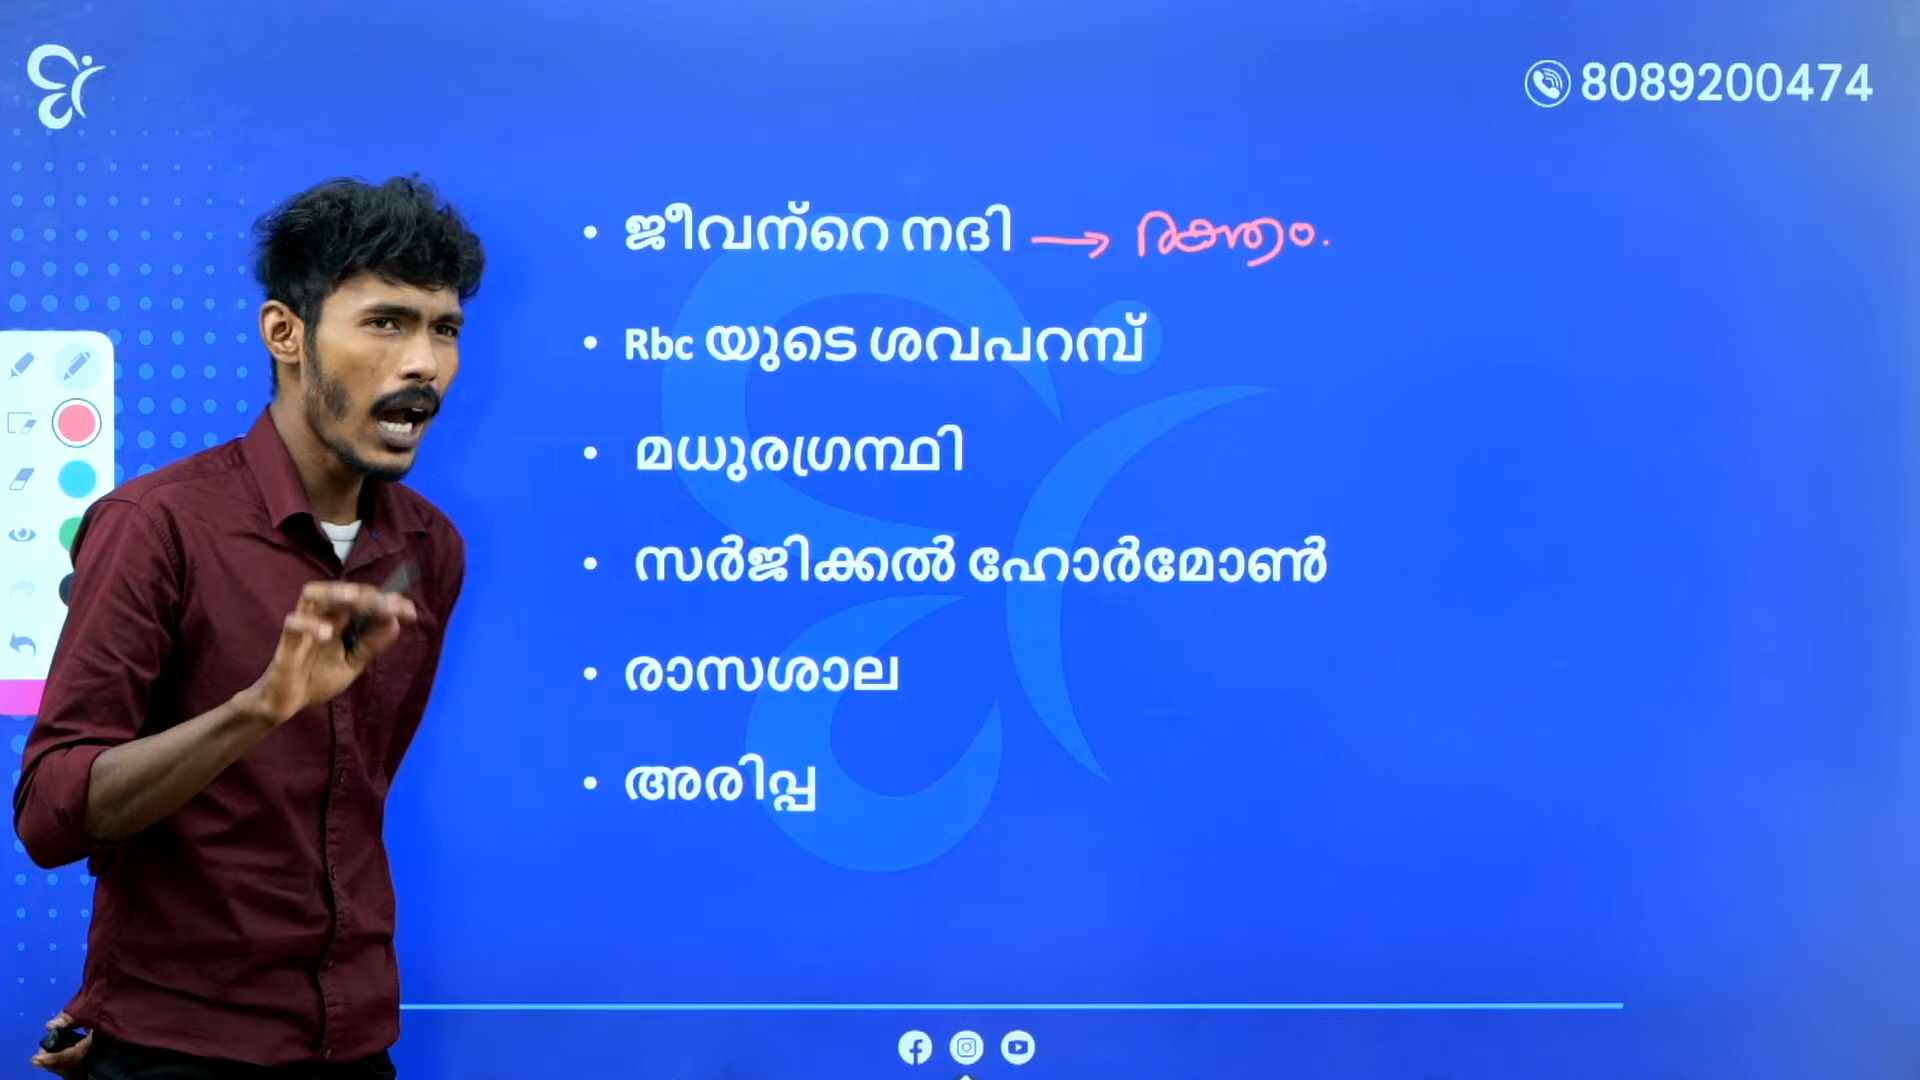 8089200474
• ജീവന്റെ നദി → രക്തം.
• Rbc യുടെ ശവപറമ്പ്
• മധുരഗ്രന്ഥി
• സർജിക്കൽ ഹോർമോൺ
• രാസശാല
• അരിപ്പ